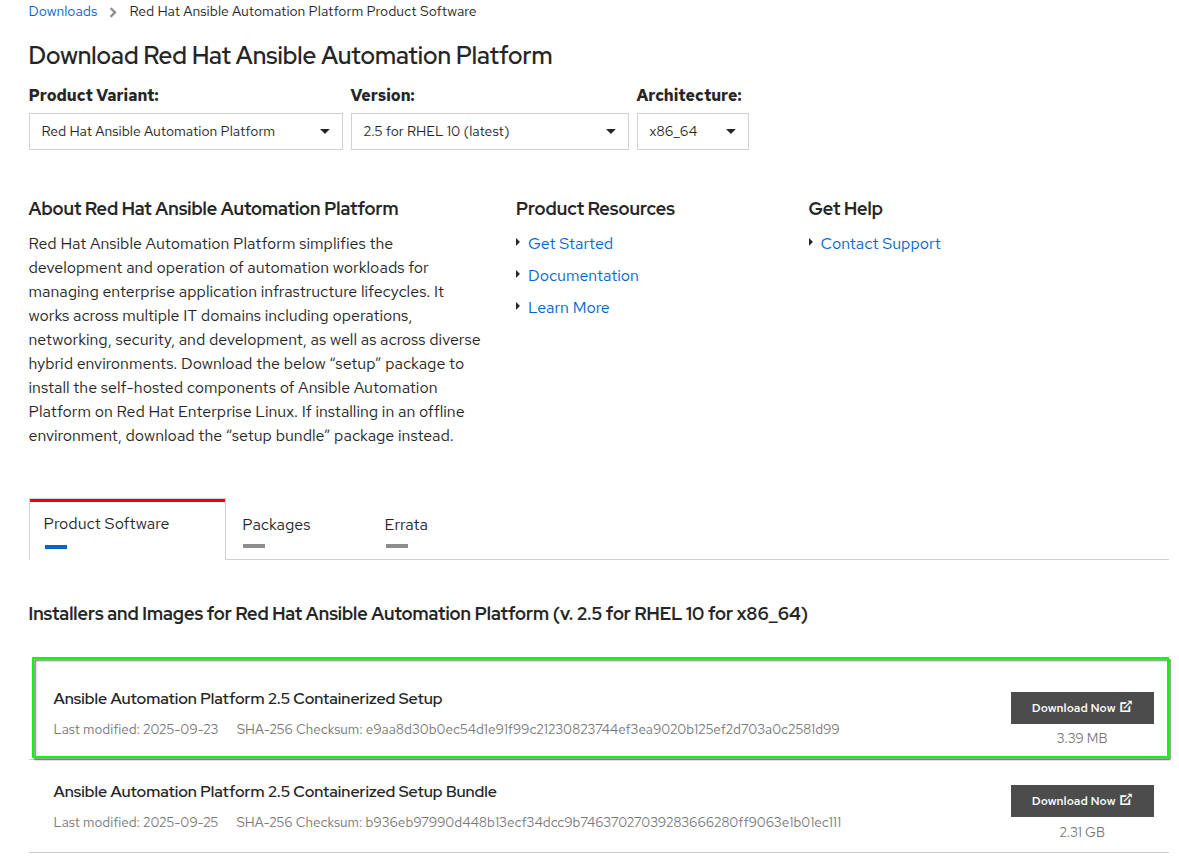 Downloads > Red Hat Ansible Automation Platform Product Software
Download Red Hat Ansible Automation Platform
Product Variant: Version: Architecture:
Red Hat Ansible Automation Platform 2.5 for RHEL 10 (latest) x86_64
About Red Hat Ansible Automation Platform
Red Hat Ansible Automation Platform simplifies the
development and operation of automation workloads for
managing enterprise application infrastructure lifecycles. It
works across multiple IT domains including operations,
networking, security, and development, as well as across diverse
hybrid environments. Download the below “setup” package to
install the self-hosted components of Ansible Automation
Platform on Red Hat Enterprise Linux. If installing in an offline
environment, download the “setup bundle” package instead.
Product Resources
Get Started
Documentation
Learn More
Get Help
Contact Support
Product Software Packages Errata
Installers and Images for Red Hat Ansible Automation Platform (v. 2.5 for RHEL 10 for x86_64)
Ansible Automation Platform 2.5 Containerized Setup
Last modified: 2025-09-23 SHA-256 Checksum: e9aa8d30b0ec54d1e91f99c21230823744ef3ea9020b125ef2d703a0c2581d99
Download Now
3.39 MB
Ansible Automation Platform 2.5 Containerized Setup Bundle
Last modified: 2025-09-25 SHA-256 Checksum: b936eb97990d448b13ecf34dcc9b74637027039283666280ff9063e1b01ec111
Download Now
2.31 GB